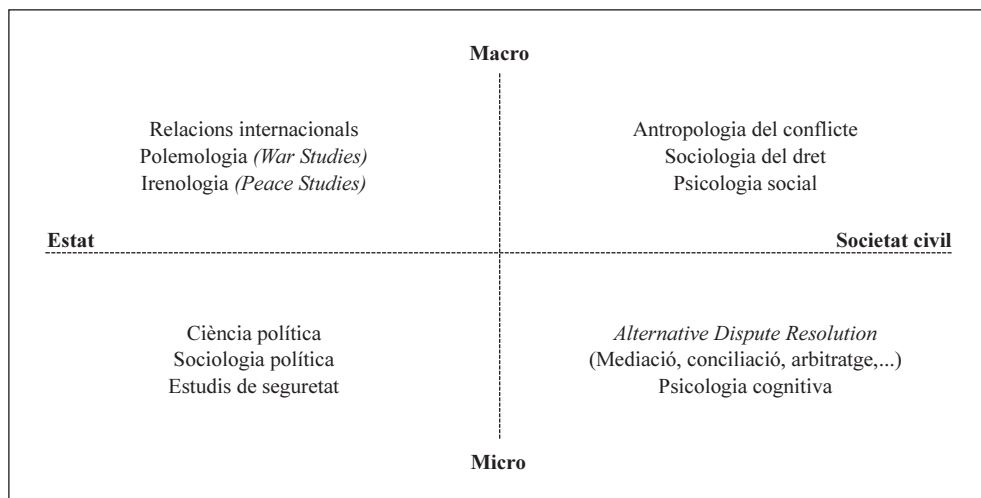 Macro
Relacions internacionals
Polemologia (War Studies)
Irenologia (Peace Studies)
Antropologia del conflicte
Sociologia del dret
Psicologia social
Estat
Societat civil
Ciència política
Sociologia política
Estudis de seguretat
Alternative Dispute Resolution
(Mediació, conciliació, arbitratge,...)
Psicologia cognitiva
Micro